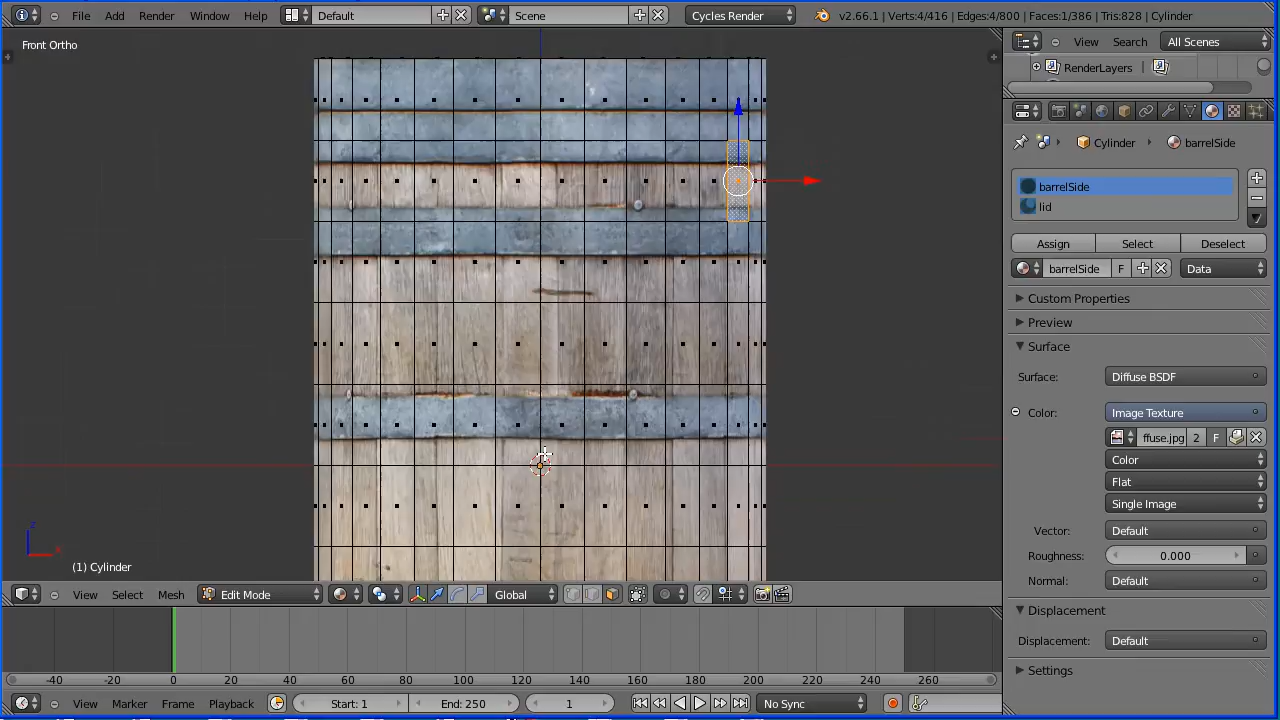 File Add Render Window Help Default Scene Cycles Render v2.66.1 | Verts:4/416 | Edges:4/800 | Faces:1/386 | Tris:828 | Cylinder
Front Ortho
View Search All Scenes
RenderLayers
Cylinder barrelSide
barrelSide
lid
Assign Select Deselect
barrelSide F Data
Custom Properties
Preview
Surface
Surface: Diffuse BSDF
Color: Image Texture
ffuse.jpg 2 F
Color
Flat
Single Image
Vector: Default
Roughness: 0.000
Normal: Default
Displacement
Displacement: Default
Settings
z
x
(1) Cylinder
View Select Mesh Edit Mode Global
-40 -20 0 20 40 60 80 100 120 140 160 180 200 220 240 260
View Marker Frame Playback Start: 1 End: 250 1 No Sync